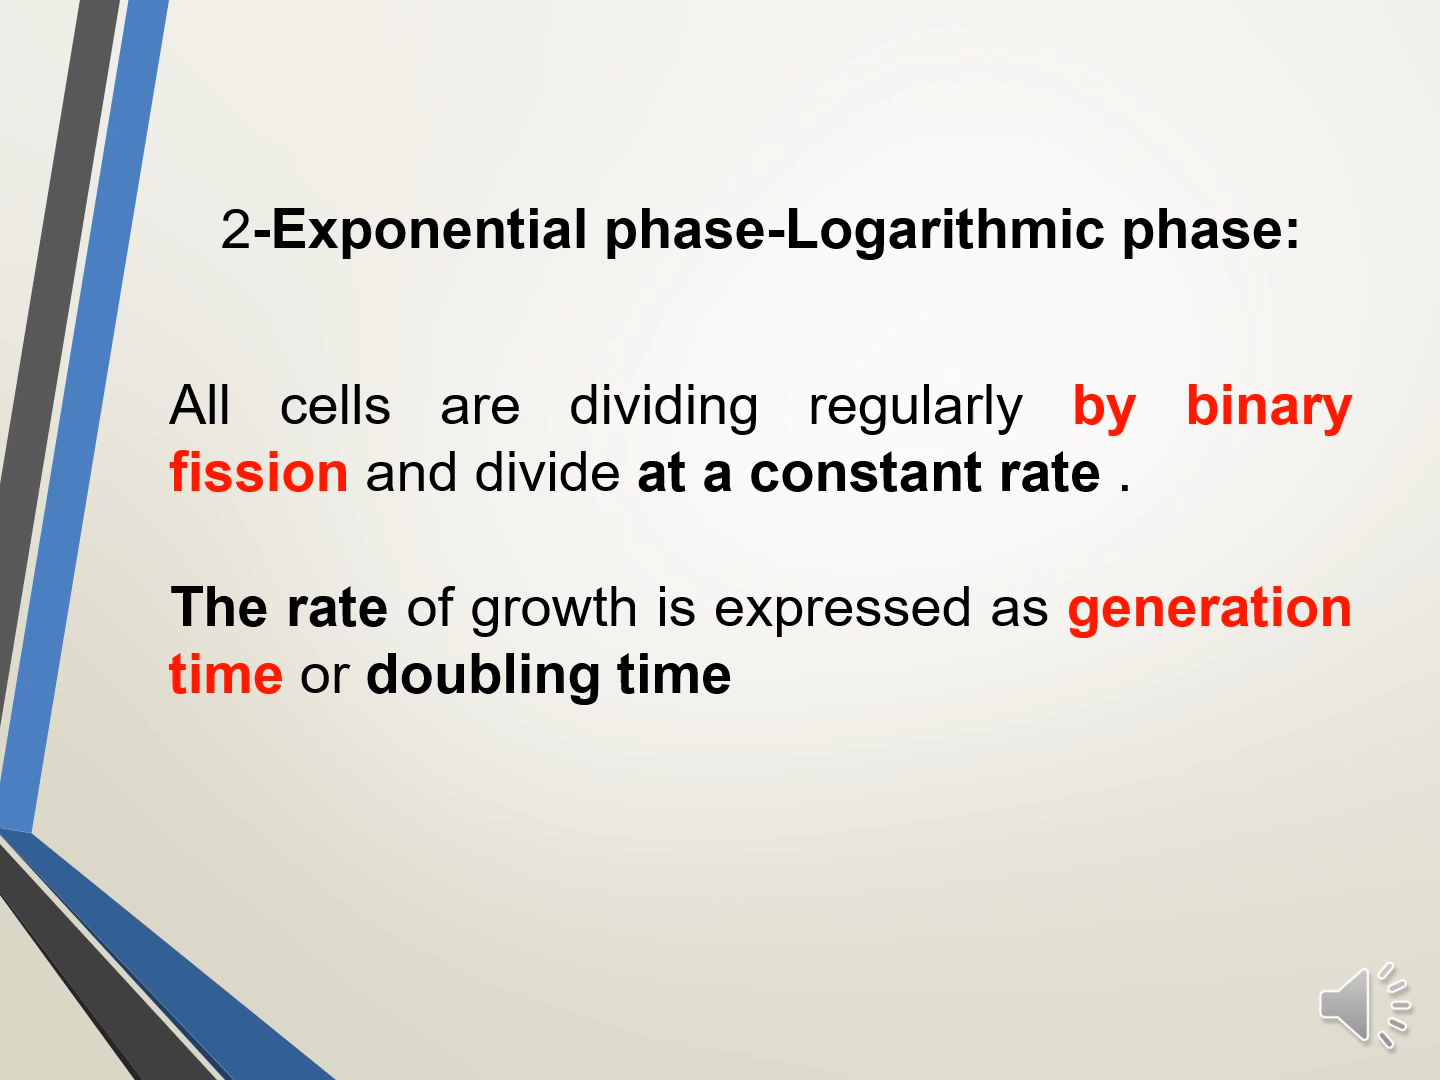 2-Exponential phase-Logarithmic phase:
All cells are dividing regularly by binary
fission and divide at a constant rate .
The rate of growth is expressed as generation
time or doubling time